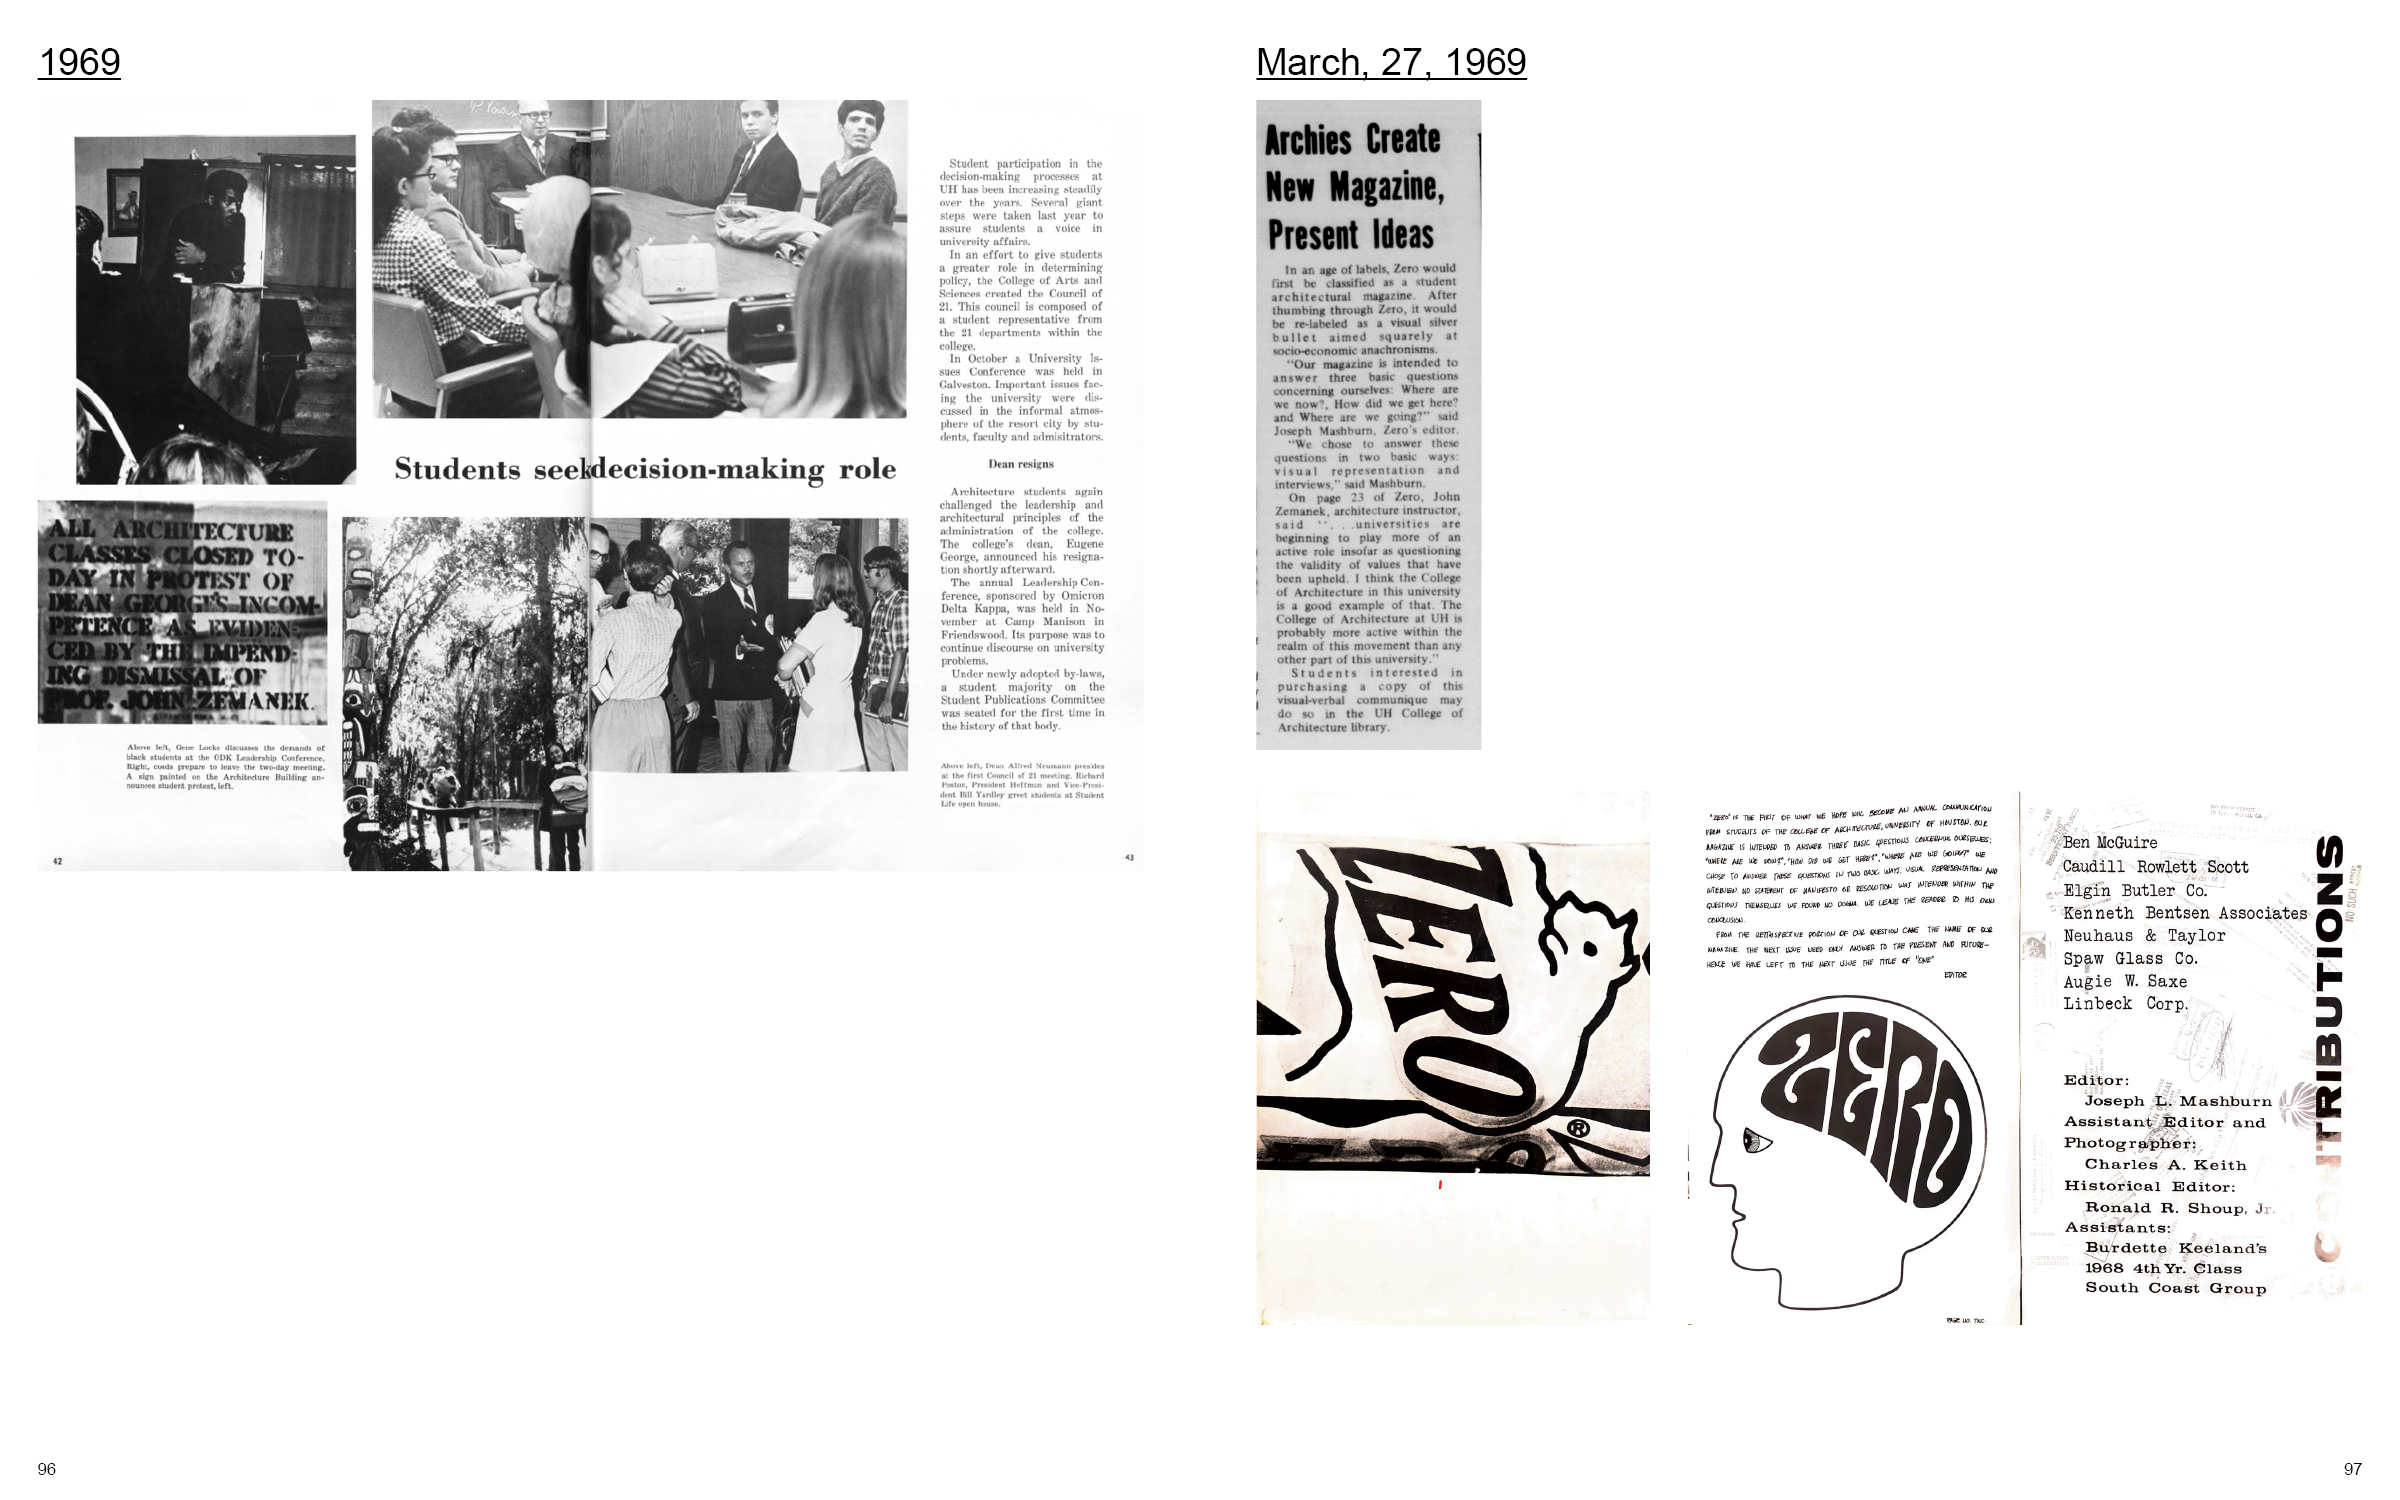 1969
Student participation in the
decision-making processes at
UH has been increasing steadily
over the years. Several giant
steps were taken last year to
assure students a voice in
university affairs.
In an effort to give students
a greater role in determining
policy, the College of Arts and
Sciences created the Council of
21. This council is composed of
a student representative from
the 21 departments within the
college.
In October a University Is-
sues Conference was held in
Galveston. Important issues fac-
ing the university were dis-
cussed in the informal atmos-
phere of the resort city by stu-
dents, faculty and admisitrators.
Students seek decision-making role
Dean resigns
Architecture students again
challenged the leadership and
architectural principles of the
administration of the college.
The college's dean, Eugene
George, announced his resigna-
tion shortly afterward.
The annual Leadership Con-
ference, sponsored by Omicron
Delta Kappa, was held in No-
vember at Camp Manison in
Friendswood. Its purpose was to
continue discourse on university
problems.
Under newly adopted by-laws,
a student majority on the
Student Publications Committee
was seated for the first time in
the history of that body.
ALL ARCHITECTURE
CLASSES CLOSED TO-
DAY IN PROTEST OF
DEAN GEORGE'S INCOM-
PETENCE AS EVIDEN-
CED BY THE IMPEND-
ING DISMISSAL OF
PROF. JOHN ZEMANEK.
Above left, Gene Locke discusses the demands of
black students at the ODK Leadership Conference.
Right, coeds prepare to leave the two-day meeting.
A sign painted on the Architecture Building an-
nounces student protest, left.
Above left, Dean Alfred Neumann presides
at the first Council of 21 meeting. Richard
Poston, President Hoffman and Vice-Presi-
dent Bill Yardley greet students at Student
Life open house.
42
43
96
March, 27, 1969
Archies Create
New Magazine,
Present Ideas
In an age of labels, Zero would
first be classified as a student
architectural magazine. After
thumbing through Zero, it would
be re-labeled as a visual silver
bullet aimed squarely at
socio-economic anachronisms.
"Our magazine is intended to
answer three basic questions
concerning ourselves: Where are
we now?, How did we get here?
and Where are we going?" said
Joseph Mashburn, Zero's editor.
"We chose to answer these
questions in two basic ways:
visual representation and
interviews," said Mashburn.
On page 23 of Zero, John
Zemanek, architecture instructor,
said ". . .universities are
beginning to play more of an
active role insofar as questioning
the validity of values that have
been upheld. I think the College
of Architecture in this university
is a good example of that. The
College of Architecture at UH is
probably more active within the
realm of this movement than any
other part of this university."
Students interested in
purchasing a copy of this
visual-verbal communique may
do so in the UH College of
Architecture library.
ZERO
®
"ZERO" IS THE FIRST OF WHAT WE HOPE WILL BECOME AN ANNUAL COMMUNICATION
FROM STUDENTS OF THE COLLEGE OF ARCHITECTURE, UNIVERSITY OF HOUSTON. OUR
MAGAZINE IS INTENDED TO ANSWER THREE BASIC QUESTIONS CONCERNING OURSELVES:
"WHERE ARE WE NOW?", "HOW DID WE GET HERE?", "WHERE ARE WE GOING?" WE
CHOSE TO ANSWER THESE QUESTIONS IN TWO BASIC WAYS: VISUAL REPRESENTATION AND
INTERVIEW. NO STATEMENT OF MANIFESTO OR RESOLUTION WAS INTENDED WITHIN THE
QUESTIONS THEMSELVES WE FOUND NO DOGMA. WE LEAVE THE READER TO HIS OWN
CONCLUSION.
FROM THE RETROSPECTIVE PORTION OF OUR QUESTION CAME THE NAME OF OUR
MAGAZINE. THE NEXT ISSUE NEED ONLY ANSWER TO THE PRESENT AND FUTURE—
HENCE WE HAVE LEFT TO THE NEXT ISSUE THE TITLE OF "ONE"
EDITOR
ZERO
PAGE NO. TWO
Ben McGuire
Caudill Rowlett Scott
Elgin Butler Co.
Kenneth Bentsen Associates
Neuhaus & Taylor
Spaw Glass Co.
Augie W. Saxe
Linbeck Corp.
CONTRIBUTIONS
Editor:
Joseph L. Mashburn
Assistant Editor and
Photographer:
Charles A. Keith
Historical Editor:
Ronald R. Shoup, Jr.
Assistants:
Burdette Keeland's
1968 4th Yr. Class
South Coast Group
97